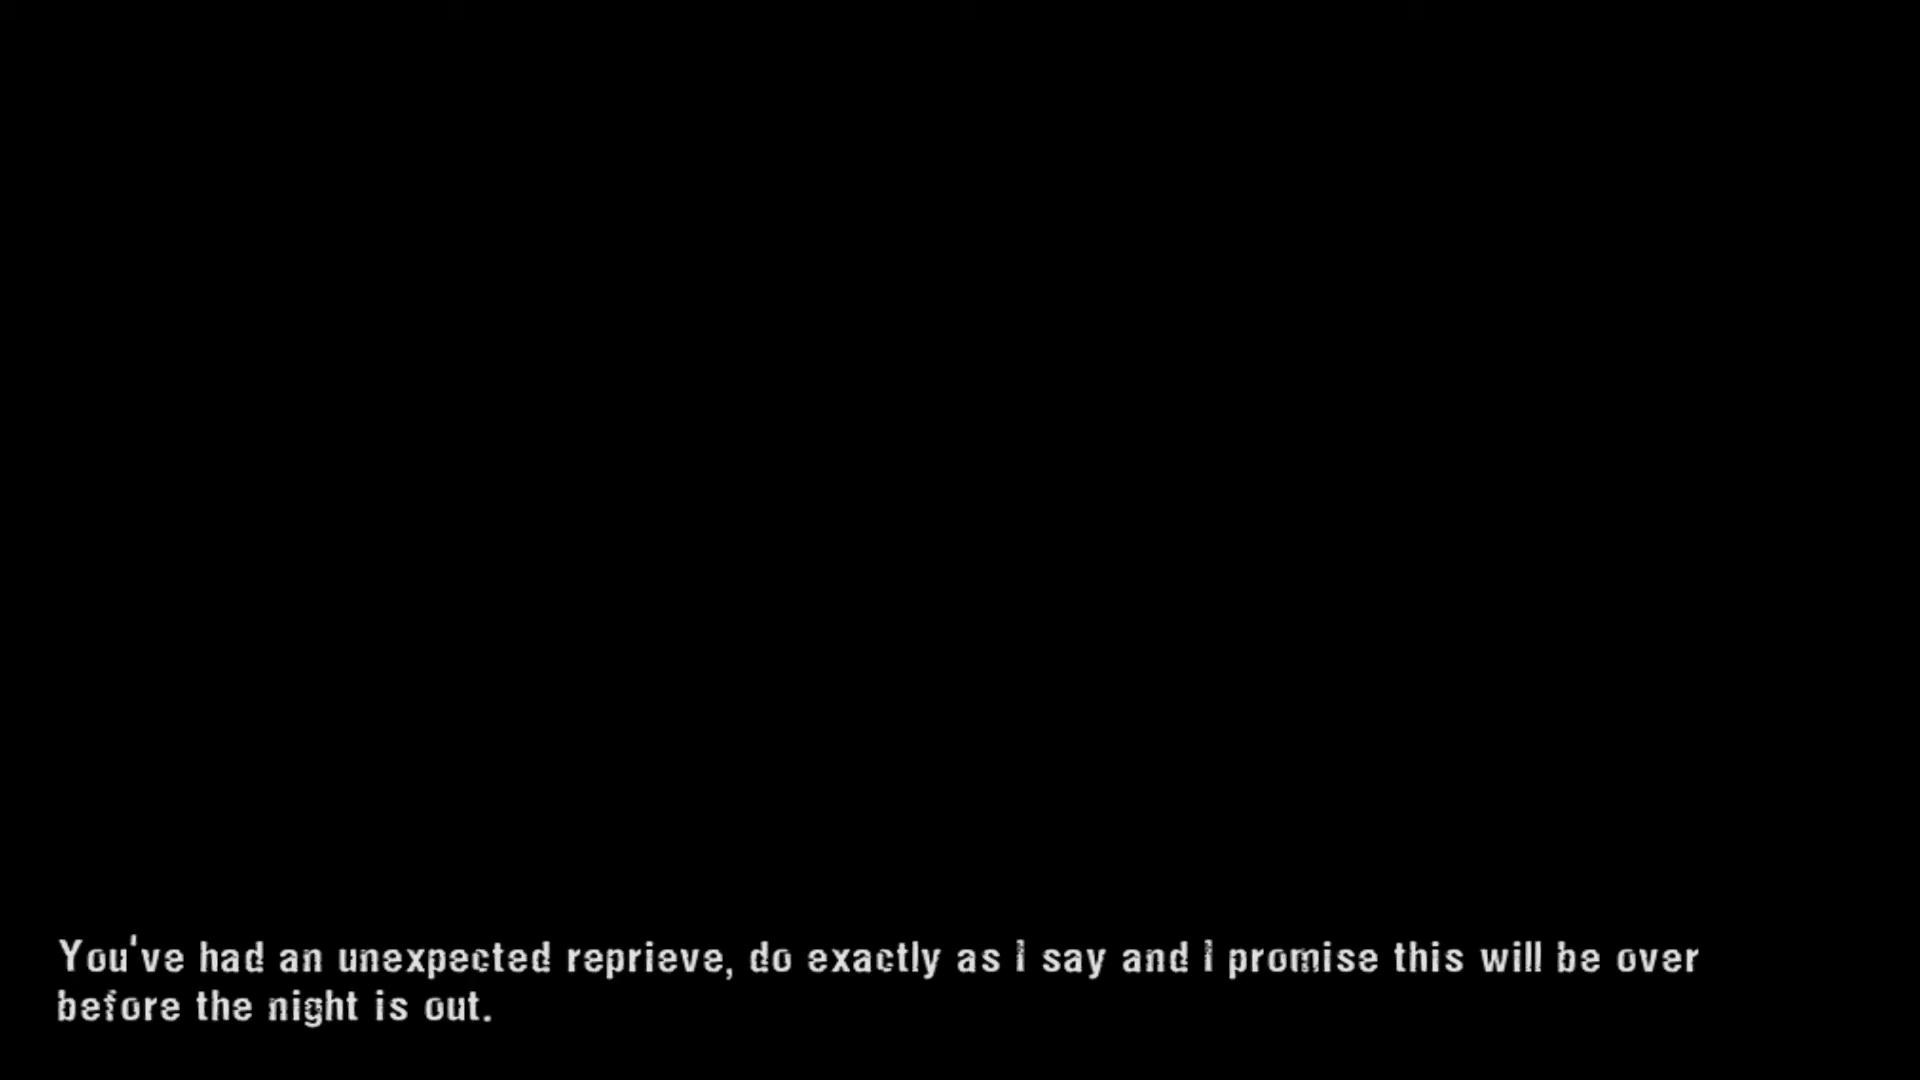 You've had an unexpected reprieve, do exactly as I say and I promise this will be over
before the night is out.